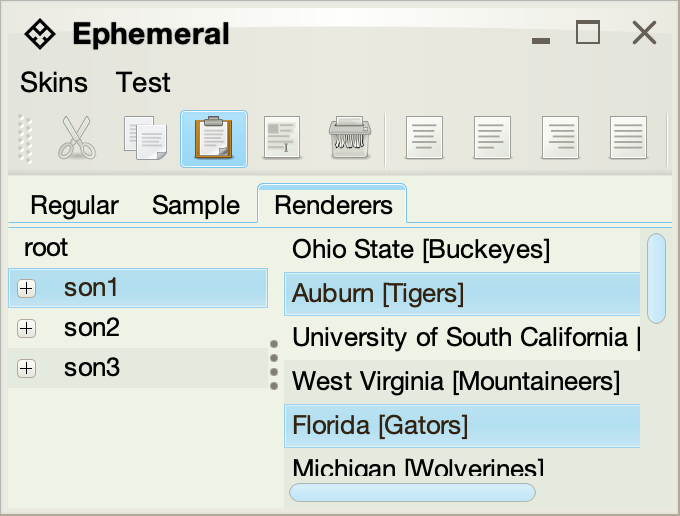 Ephemeral
Skins Test
Regular Sample Renderers
root
son1
son2
son3
Ohio State [Buckeyes]
Auburn [Tigers]
University of South California [
West Virginia [Mountaineers]
Florida [Gators]
Michigan [Wolverines]